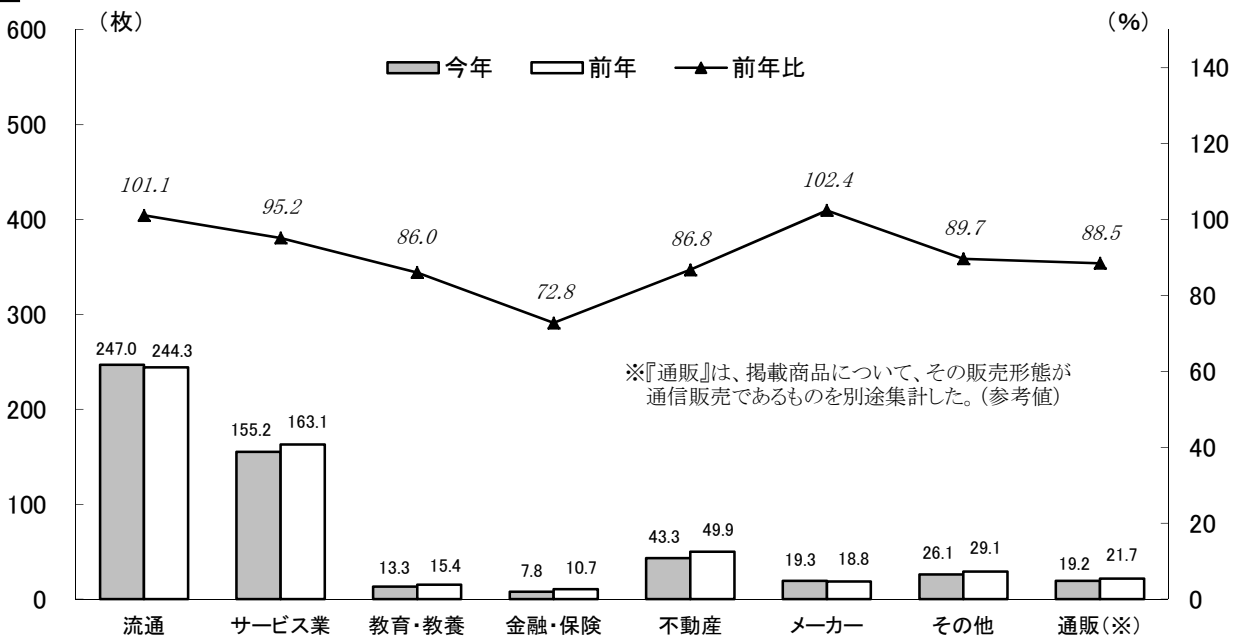 （枚）
（%）
今年 前年 前年比
600
500
400
300
200
100
0
140
120
100
80
60
40
20
0
101.1 95.2 86.0 72.8 86.8 102.4 89.7 88.5
※『通販』は、掲載商品について、その販売形態が
通信販売であるものを別途集計した。（参考値）
247.0 244.3 155.2 163.1 13.3 15.4 7.8 10.7 43.3 49.9 19.3 18.8 26.1 29.1 19.2 21.7
流通 サービス業 教育・教養 金融・保険 不動産 メーカー その他 通販（※）